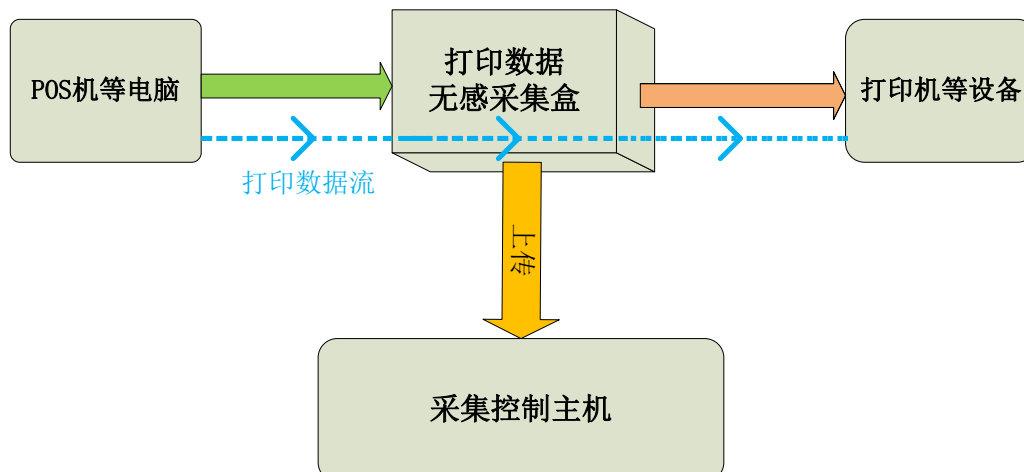 POS机等电脑
打印数据
无感采集盒
打印机等设备
打印数据流
上传
采集控制主机